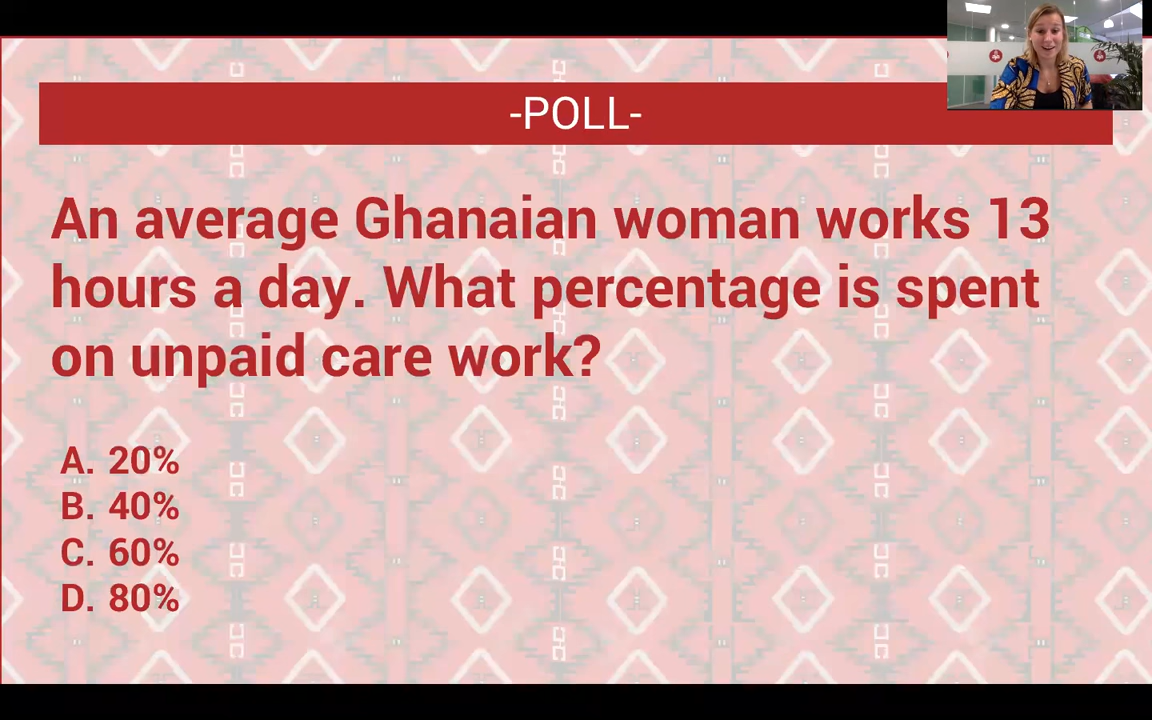 -POLL-
An average Ghanaian woman works 13
hours a day. What percentage is spent
on unpaid care work?
A. 20%
B. 40%
C. 60%
D. 80%